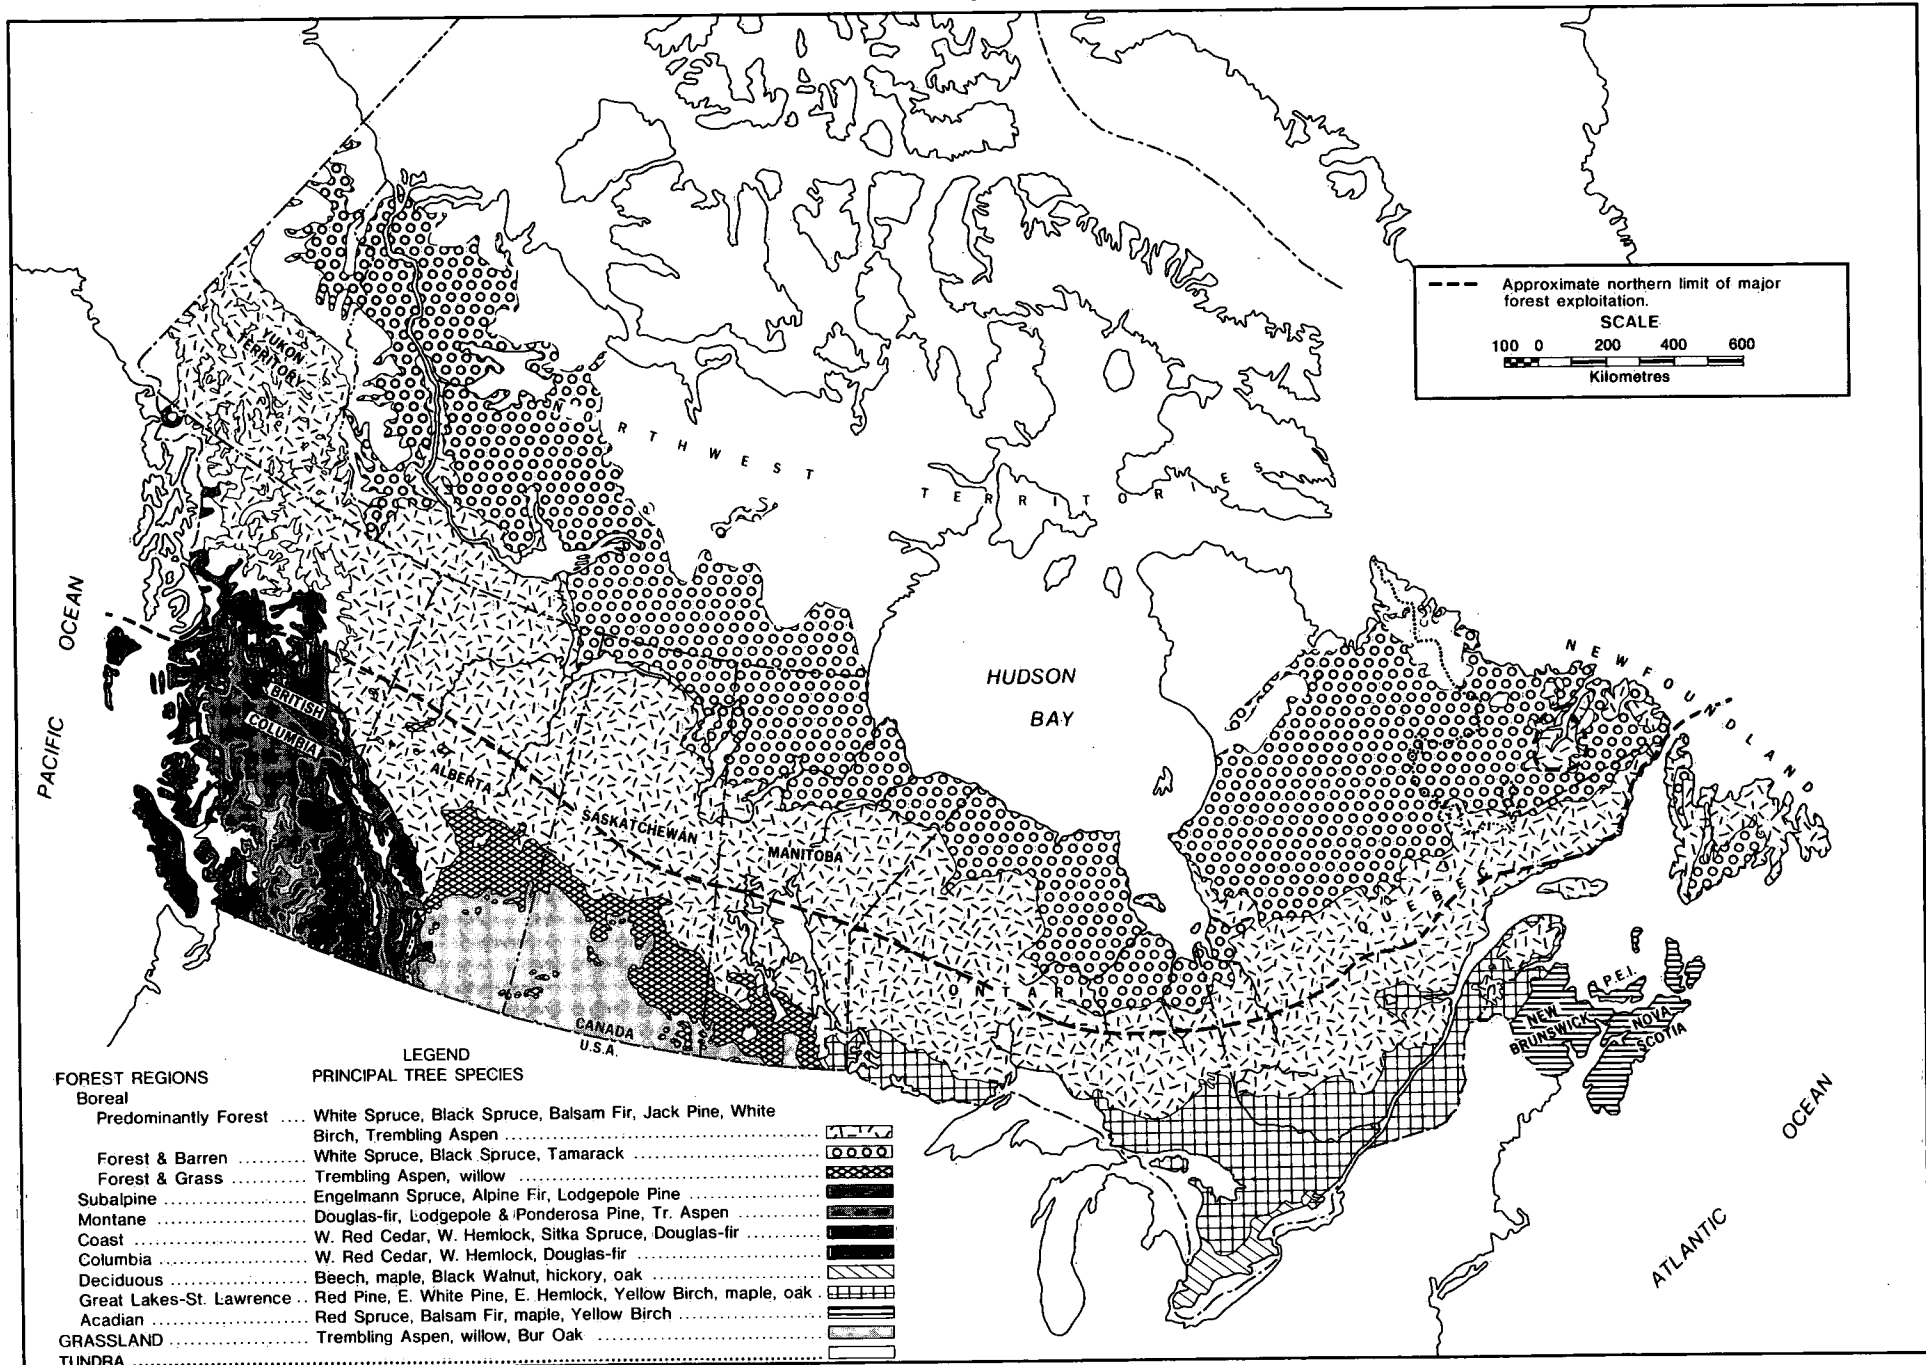 YUKON
TERRITORY
N RTHWEST
TERRITORIES
Approximate northern limit of major
forest exploitation.
SCALE
100 0 200 400 600
Kilometres
PACIFIC OCEAN
BRITISH
COLUMBIA
ALBERTA
SASKATCHEWAN
MANITOBA
HUDSON
BAY
ONTAR
QUEBEC
NEWFOUNDLAND
P.E.I.
NEW
BRUNSWICK
NOVA
SCOTIA
CANADA
U.S.A.
ATLANTIC OCEAN
LEGEND
FOREST REGIONS PRINCIPAL TREE SPECIES
Boreal
Predominantly Forest .... White Spruce, Black Spruce, Balsam Fir, Jack Pine, White
Birch, Trembling Aspen
Forest & Barren .......... White Spruce, Black Spruce, Tamarack
Forest & Grass .......... Trembling Aspen, willow
Subalpine .......... Engelmann Spruce, Alpine Fir, Lodgepole Pine
Montane .......... Douglas-fir, Lodgepole & Ponderosa Pine, Tr. Aspen
Coast .......... W. Red Cedar, W. Hemlock, Sitka Spruce, Douglas-fir
Columbia .......... W. Red Cedar, W. Hemlock, Douglas-fir
Deciduous .......... Beech, maple, Black Walnut, hickory, oak
Great Lakes-St. Lawrence .. Red Pine, E. White Pine, E. Hemlock, Yellow Birch, maple, oak .
Acadian .......... Red Spruce, Balsam Fir, maple, Yellow Birch
GRASSLAND .......... Trembling Aspen, willow, Bur Oak
TUNDRA